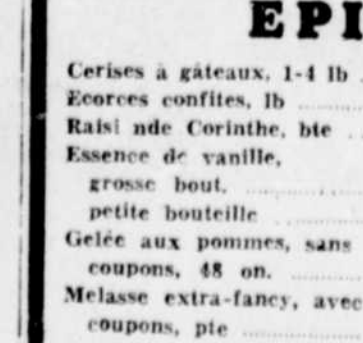 EPI
Cerises à gâteaux, 1-4 lb
Ecorces confites, lb
Raisi nde Corinthe, bte
Essence de vanille,
grosse bout.
petite bouteille
Gelée aux pommes, sans
coupons, 48 on.
Melasse extra-fancy, avec
coupons, pte